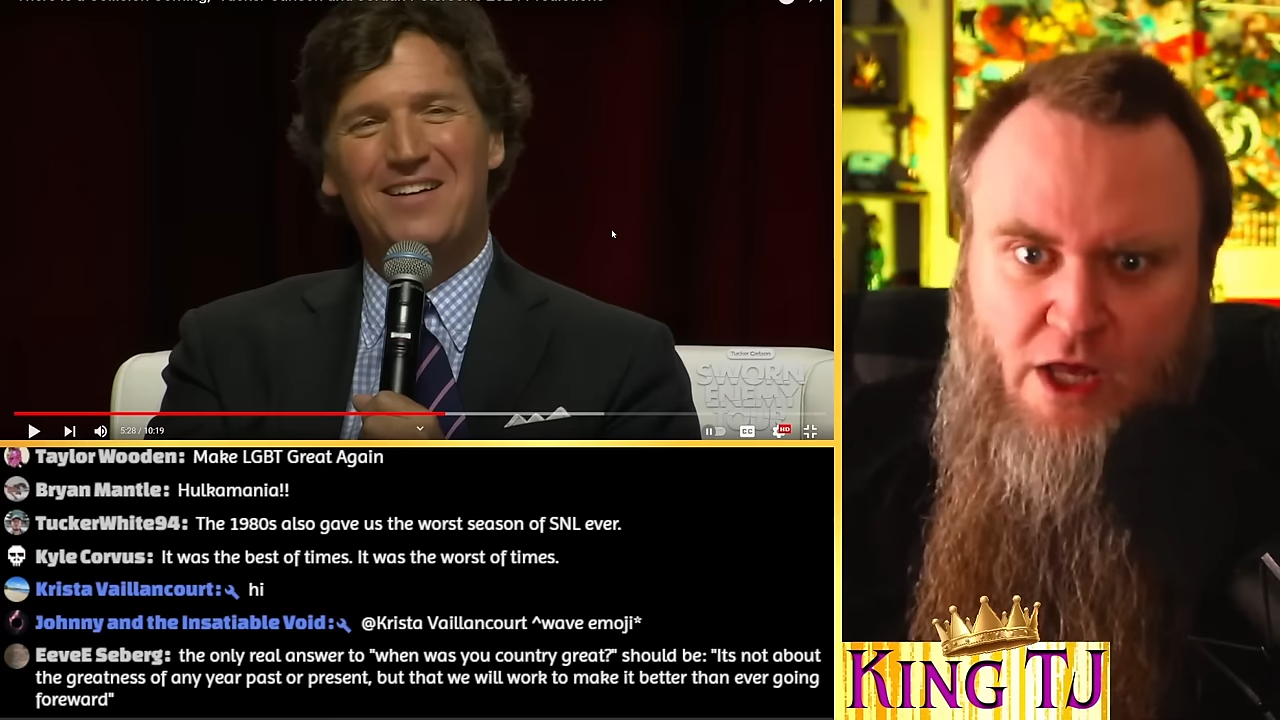 Tucker Carlson
SWORN
ENEMY
TOUR
5:28 / 10:19
CC
HD
Taylor Wooden: Make LGBT Great Again
Bryan Mantle: Hulkamania!!
TuckerWhite94: The 1980s also gave us the worst season of SNL ever.
Kyle Corvus: It was the best of times. It was the worst of times.
Krista Vaillancourt: hi
Johnny and the Insatiable Void: @Krista Vaillancourt ^wave emoji*
EeveE Seberg: the only real answer to "when was you country great?" should be: "Its not about
the greatness of any year past or present, but that we will work to make it better than ever going
foreward"
KING TJ